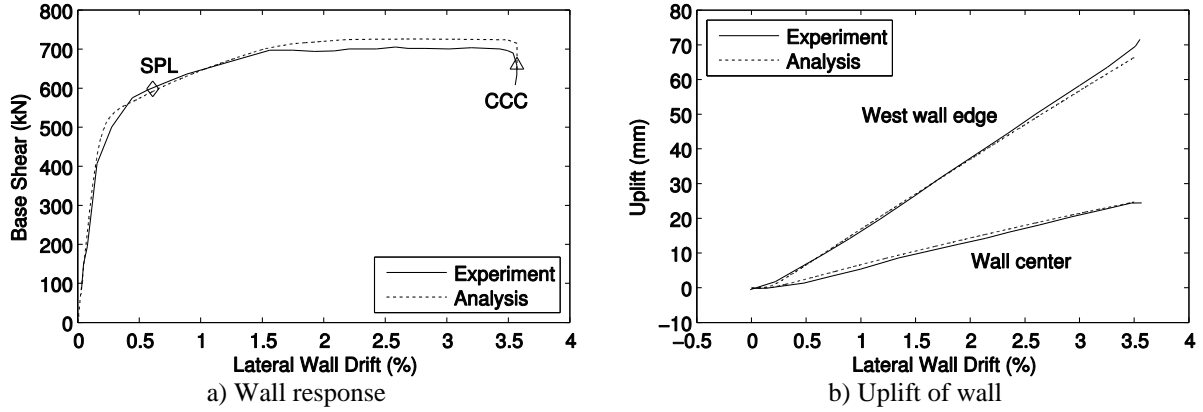 800
700
600
500
400
300
200
100
0
Base Shear (kN)
SPL
CCC
Experiment
Analysis
0 0.5 1 1.5 2 2.5 3 3.5 4
Lateral Wall Drift (%)
a) Wall response
80
70
60
50
40
30
20
10
0
−10
Uplift (mm)
Experiment
Analysis
West wall edge
Wall center
−0.5 0 0.5 1 1.5 2 2.5 3 3.5 4
Lateral Wall Drift (%)
b) Uplift of wall